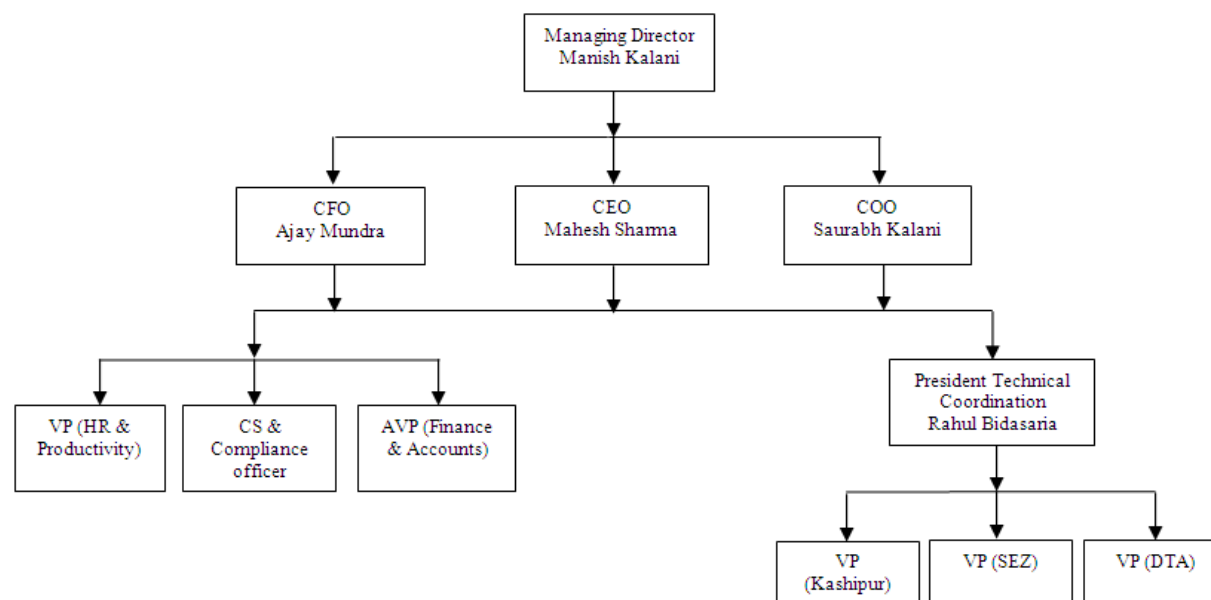 Managing Director
Manish Kalani
CFO
Ajay Mundra
CEO
Mahesh Sharma
COO
Saurabh Kalani
President Technical
Coordination
Rahul Bidasaria
VP (HR &
Productivity)
CS &
Compliance
officer
AVP (Finance
& Accounts)
VP
(Kashipur)
VP (SEZ)
VP (DTA)